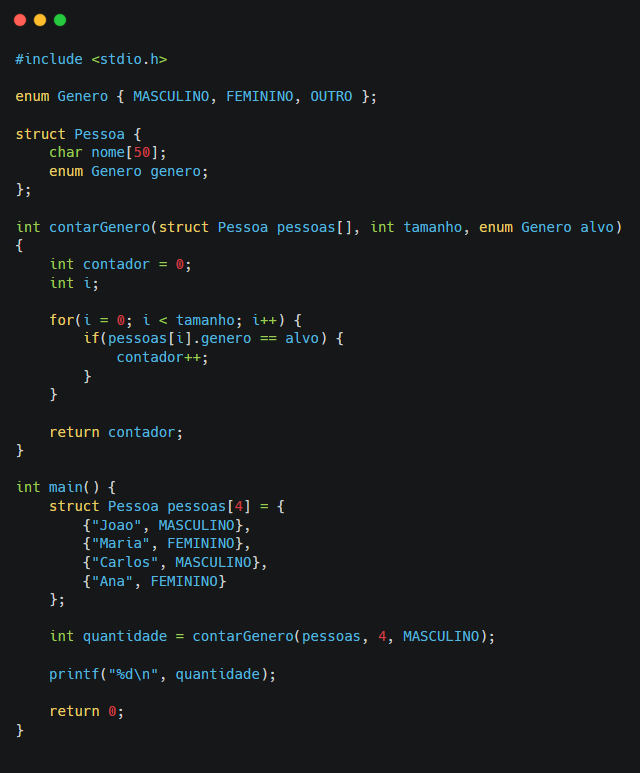 #include <stdio.h>

enum Genero { MASCULINO, FEMININO, OUTRO };

struct Pessoa {
    char nome[50];
    enum Genero genero;
};

int contarGenero(struct Pessoa pessoas[], int tamanho, enum Genero alvo)
{
    int contador = 0;
    int i;

    for(i = 0; i < tamanho; i++) {
        if(pessoas[i].genero == alvo) {
            contador++;
        }
    }

    return contador;
}

int main() {
    struct Pessoa pessoas[4] = {
        {"Joao", MASCULINO},
        {"Maria", FEMININO},
        {"Carlos", MASCULINO},
        {"Ana", FEMININO}
    };

    int quantidade = contarGenero(pessoas, 4, MASCULINO);

    printf("%d\n", quantidade);

    return 0;
}